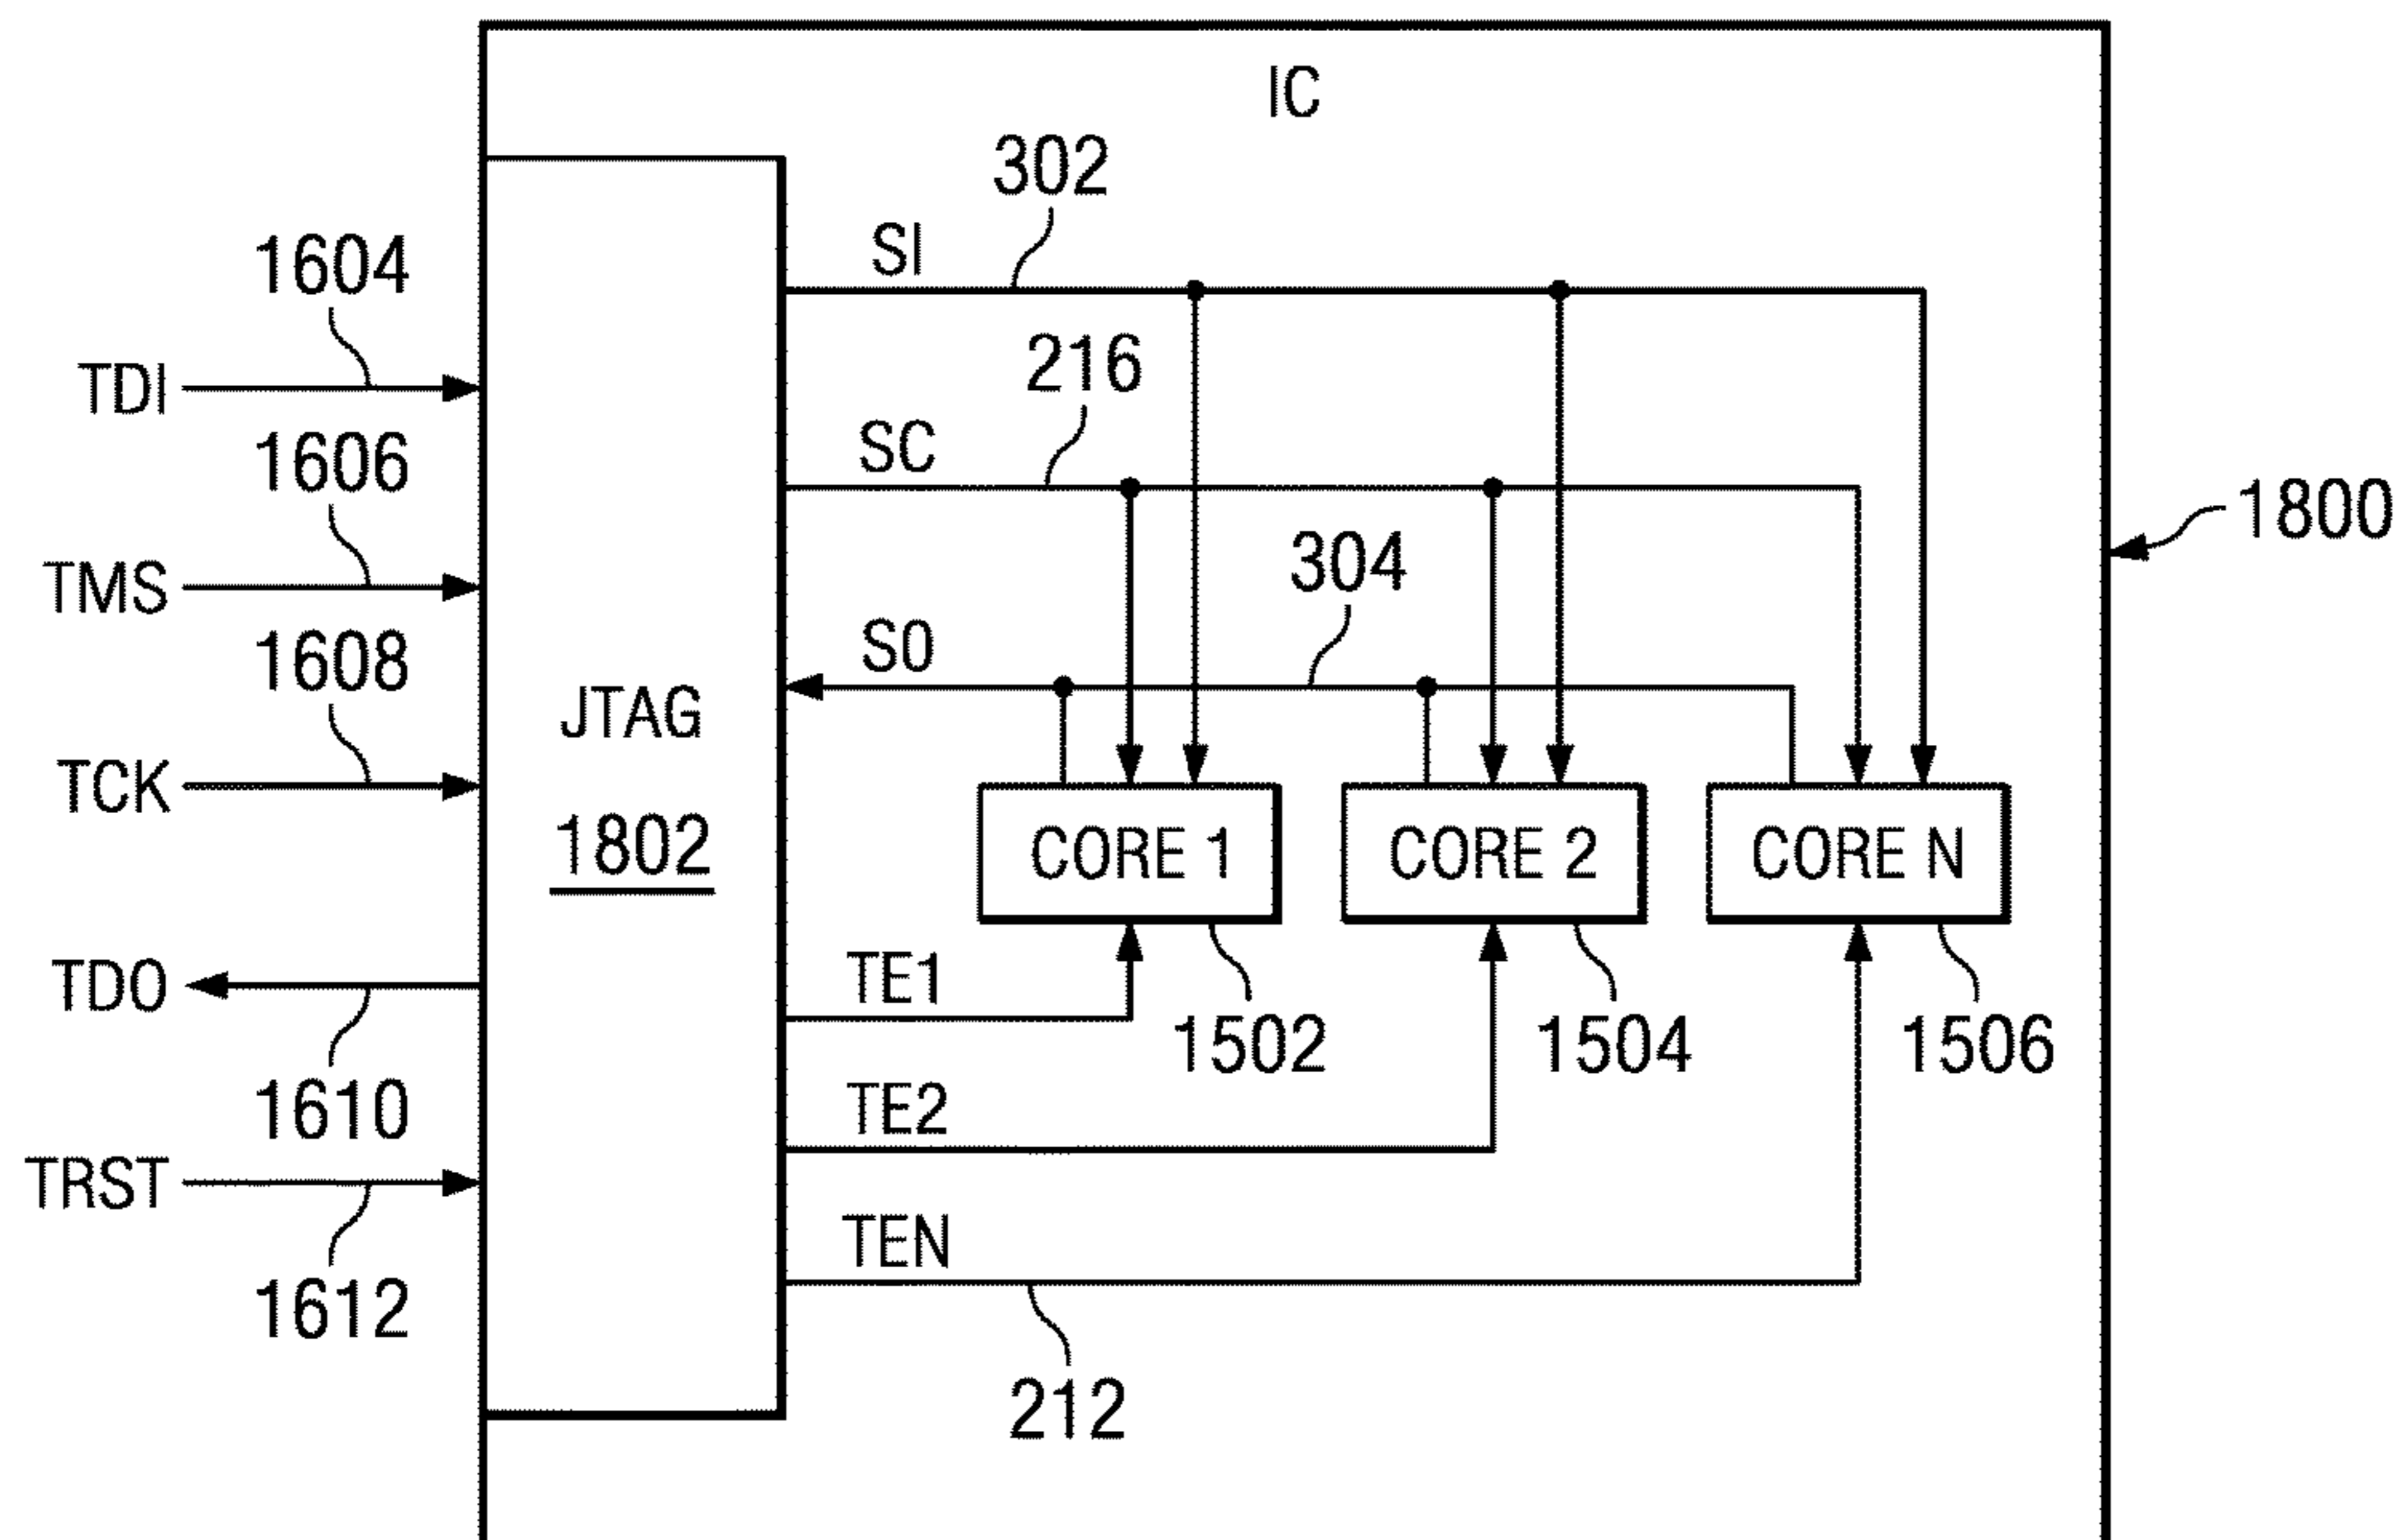 IC
302
SI
1604
TDI
216
1606
SC
1800
304
TMS
SO
1608
JTAG
TCK
1802
CORE 1
CORE 2
CORE N
TDO
TE1
1502
1504
1506
1610
TE2
TRST
TEN
1612
212